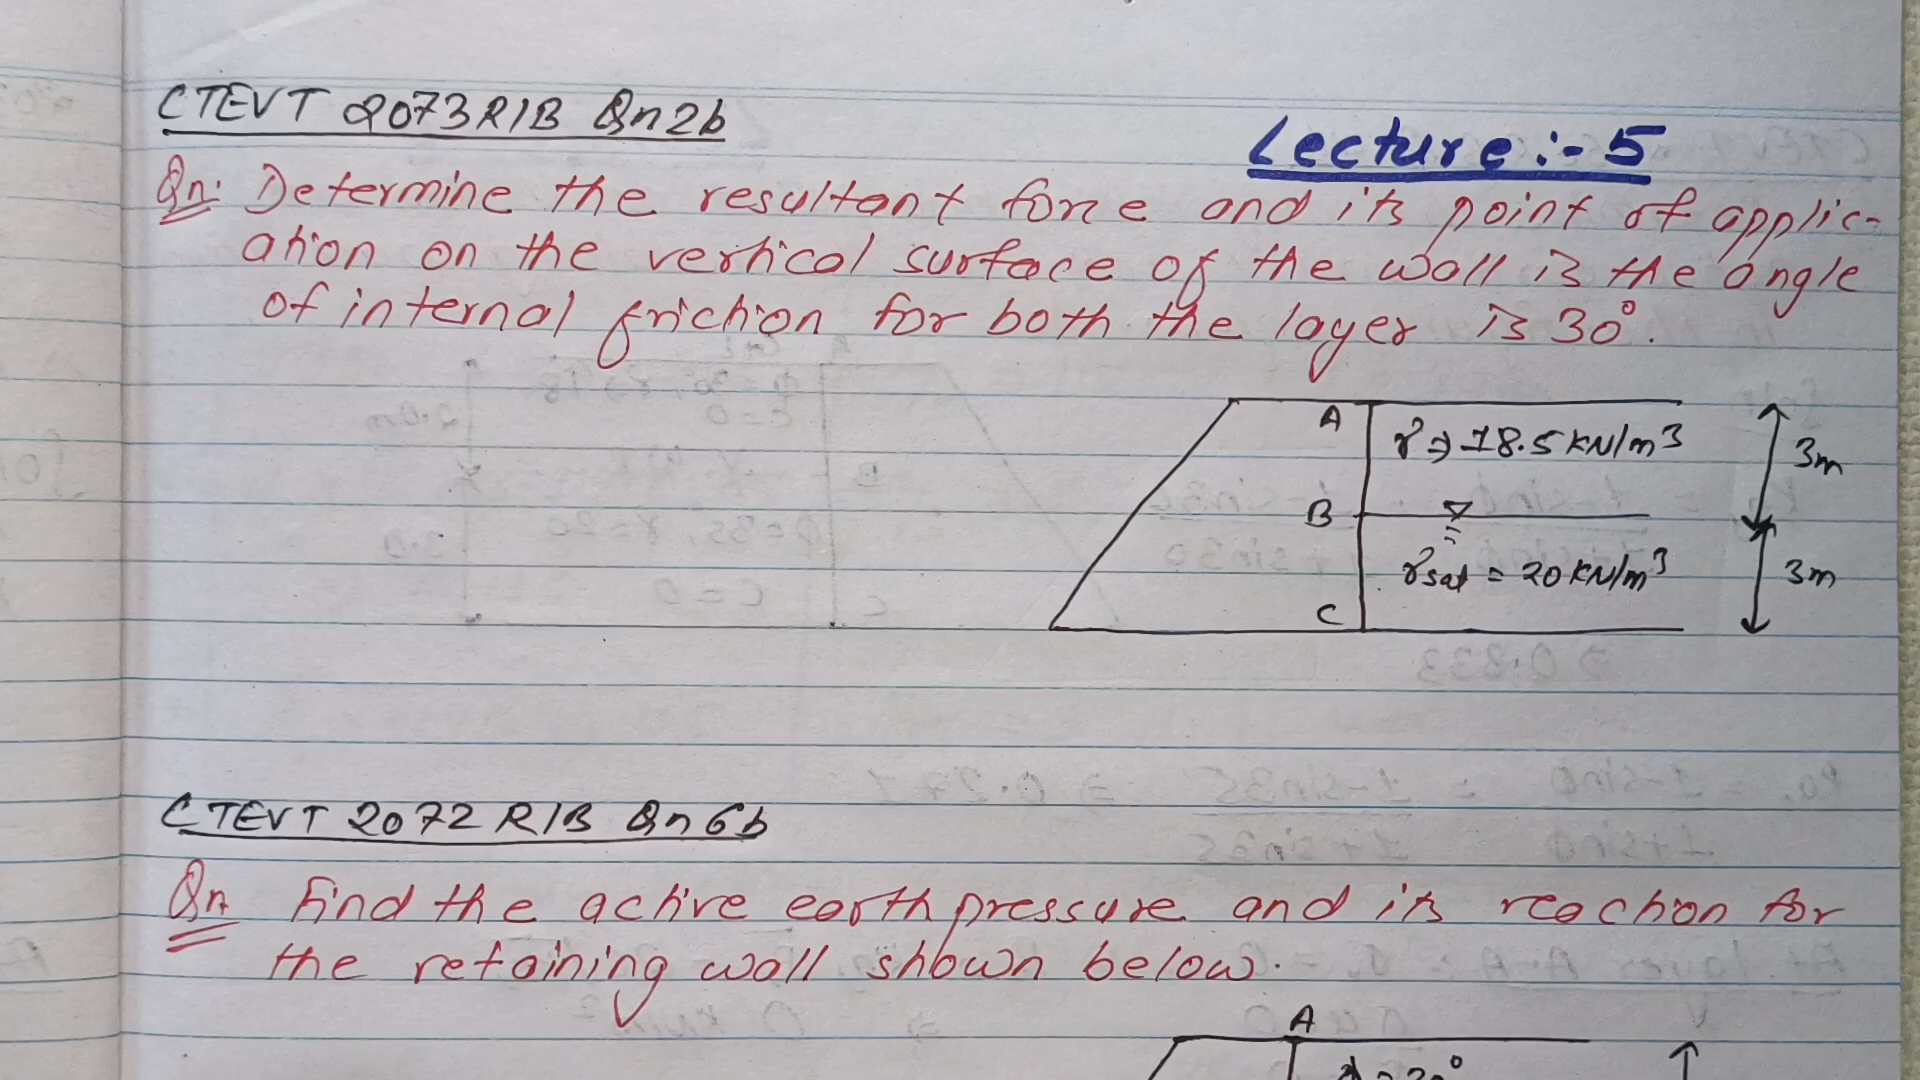 CTEVT 2073 R/B Qn 2b
Lecture:- 5
Qn: Determine the resultant force and its point of applic-
ation on the vertical surface of the wall is the angle
of internal friction for both the layer is 30°.
A
γ ⇒ 18.5 KN/m³
3m
B
γsat = 20 KN/m³
3m
C
CTEVT 2072 R/B Qn 6b
Qn Find the active earth pressure and its reaction for
the retaining wall shown below.
A